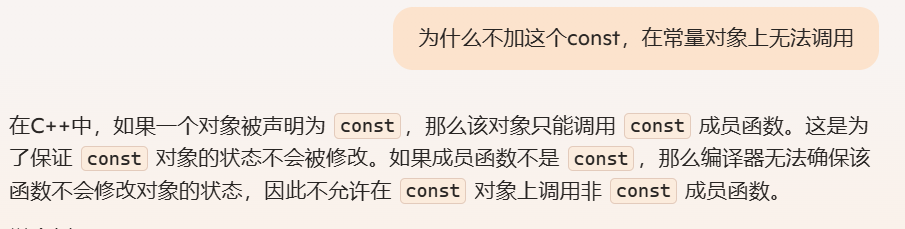 为什么不加这个const，在常量对象上无法调用
在C++中，如果一个对象被声明为 const，那么该对象只能调用 const 成员函数。这是为
了保证 const 对象的状态不会被修改。如果成员函数不是 const，那么编译器无法确保该
函数不会修改对象的状态，因此不允许在 const 对象上调用非 const 成员函数。